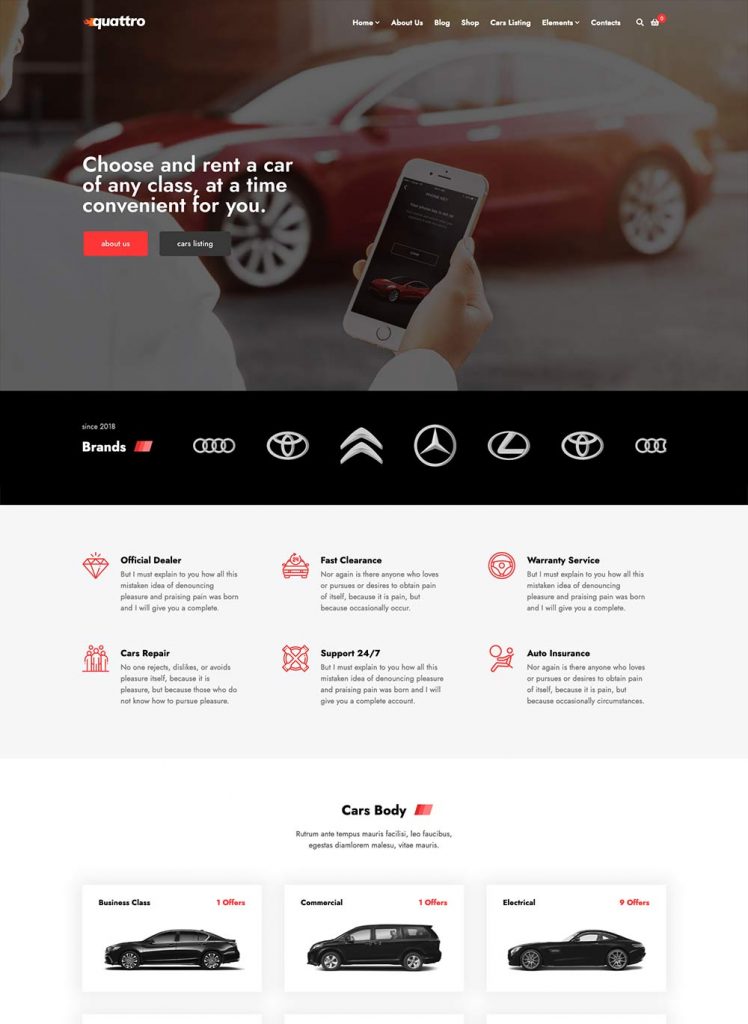 quattro
Home About Us Blog Shop Cars Listing Elements Contacts 0
Choose and rent a car
of any class, at a time
convenient for you.
about us cars listing
since 2018
Brands
Official Dealer
But I must explain to you how all this
mistaken idea of denouncing
pleasure and praising pain was born
and I will give you a complete.
Fast Clearance
Nor again is there anyone who loves
or pursues or desires to obtain pain
of itself, because it is pain, but
because occasionally occur.
Warranty Service
But I must explain to you how all this
mistaken idea of denouncing
pleasure and praising pain was born
and I will give you a complete.
Cars Repair
No one rejects, dislikes, or avoids
pleasure itself, because it is
pleasure, but because those who do
not know how to pursue pleasure.
Support 24/7
But I must explain to you how all this
mistaken idea of denouncing pleasure
and praising pain was born and I will
give you a complete account.
Auto Insurance
Nor again is there anyone who loves
or pursues or desires to obtain pain
of itself, because it is pain, but
because occasionally circumstances.
Cars Body
Rutrum ante tempus mauris facilisi, leo faucibus,
egestas diamlorem malesu, vitae mauris.
Business Class 1 Offers
Commercial 1 Offers
Electrical 9 Offers